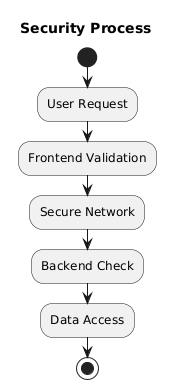 Security Process
User Request
Frontend Validation
Secure Network
Backend Check
Data Access